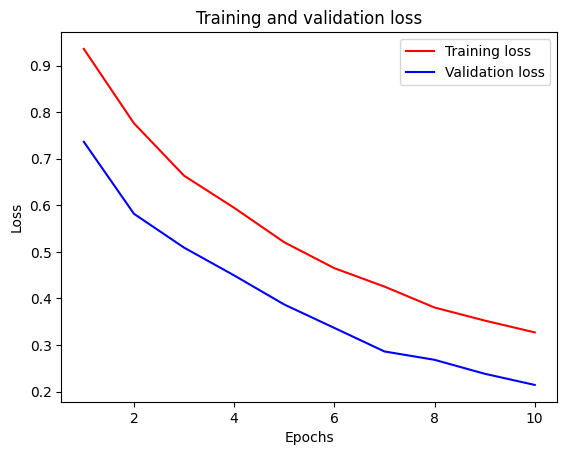 Training and validation loss
Training loss
Validation loss
Loss
0.9
0.8
0.7
0.6
0.5
0.4
0.3
0.2
2
4
6
8
10
Epochs